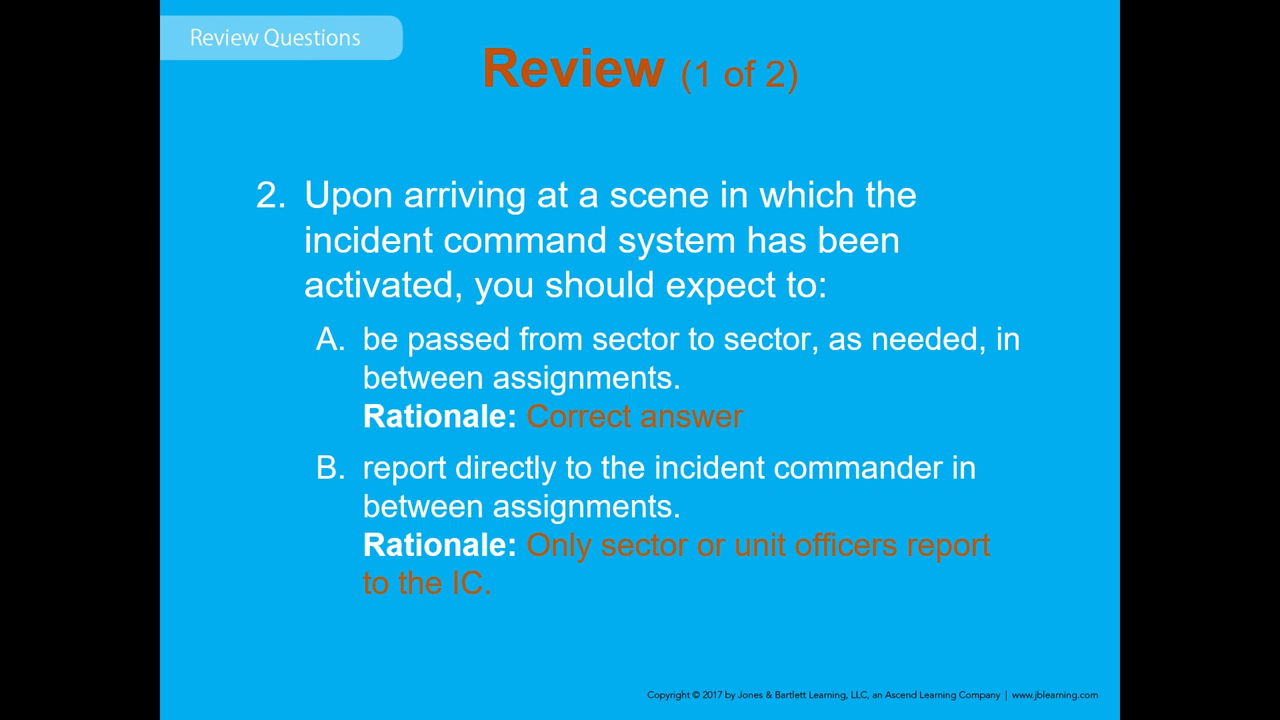 Review Questions
Review (1 of 2)
2. Upon arriving at a scene in which the
incident command system has been
activated, you should expect to:
A. be passed from sector to sector, as needed, in
between assignments.
Rationale: Correct answer
B. report directly to the incident commander in
between assignments.
Rationale: Only sector or unit officers report
to the IC.
Copyright © 2017 by Jones & Bartlett Learning, LLC, an Ascend Learning Company | www.jblearning.com